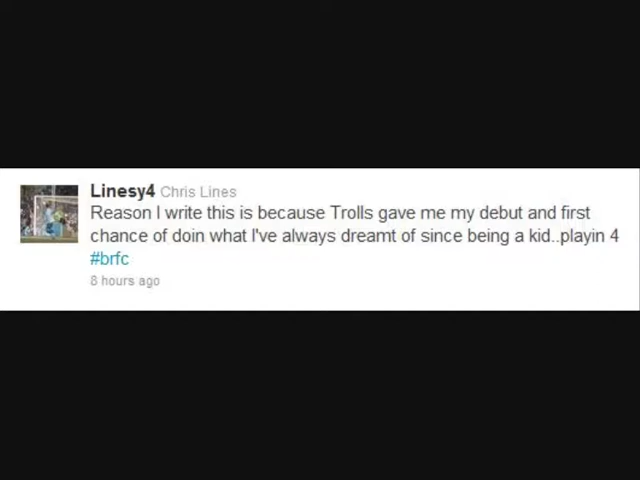 Linesy4 Chris Lines
Reason I write this is because Trolls gave me my debut and first
chance of doin what I've always dreamt of since being a kid..playin 4
#brfc
8 hours ago